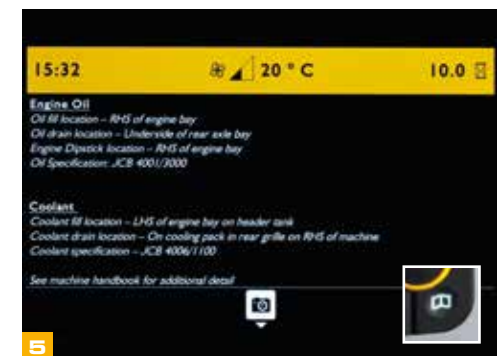 15:32 20 ° C 10.0
Engine Oil
Oil fill location – RHS of engine bay
Oil drain location – Underside of rear axle bay
Engine Dipstick location – RHS of engine bay
Oil Specification: JCB 4001/3000
Coolant
Coolant fill location – LHS of engine bay on header tank
Coolant drain location – On cooling pack in rear grille on RHS of machine
Coolant specification – JCB 4006/1100
See machine handbook for additional detail
5